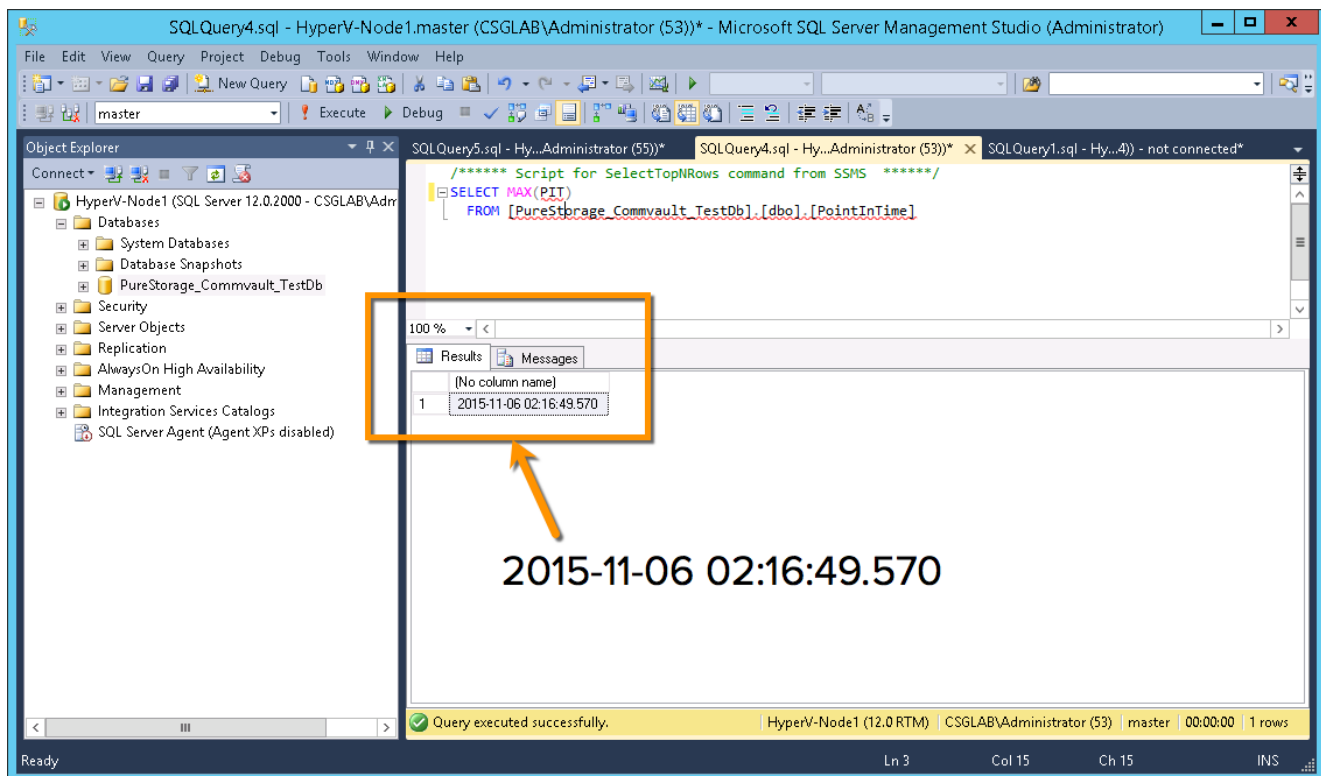 SQLQuery4.sql - HyperV-Node1.master (CSGLAB\Administrator (53))* - Microsoft SQL Server Management Studio (Administrator)
File Edit View Query Project Debug Tools Window Help
New Query
master Execute Debug
Object Explorer
SQLQuery5.sql - Hy...Administrator (55))* SQLQuery4.sql - Hy...Administrator (53))* SQLQuery1.sql - Hy...4)) - not connected*
Connect
HyperV-Node1 (SQL Server 12.0.2000 - CSGLAB\Adm
Databases
System Databases
Database Snapshots
PureStorage_Commvault_TestDb
Security
Server Objects
Replication
AlwaysOn High Availability
Management
Integration Services Catalogs
SQL Server Agent (Agent XPs disabled)
/****** Script for SelectTopNRows command from SSMS ******/
SELECT MAX(PIT)
FROM [PureStorage_Commvault_TestDb].[dbo].[PointInTime]
100 %
Results Messages
(No column name)
1 2015-11-06 02:16:49.570
2015-11-06 02:16:49.570
Query executed successfully. HyperV-Node1 (12.0 RTM) CSGLAB\Administrator (53) master 00:00:00 1 rows
Ready Ln 3 Col 15 Ch 15 INS